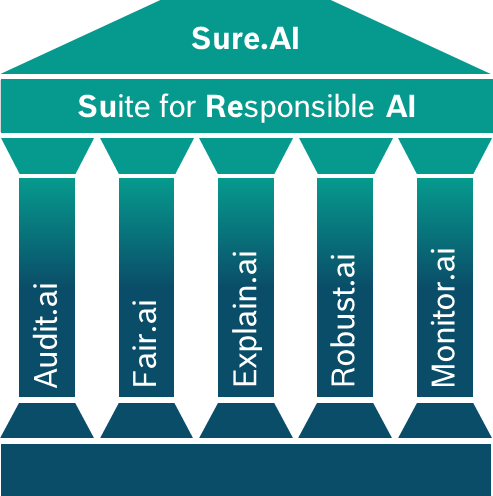 Sure.AI
Suite for Responsible AI
Audit.ai
Fair.ai
Explain.ai
Robust.ai
Monitor.ai